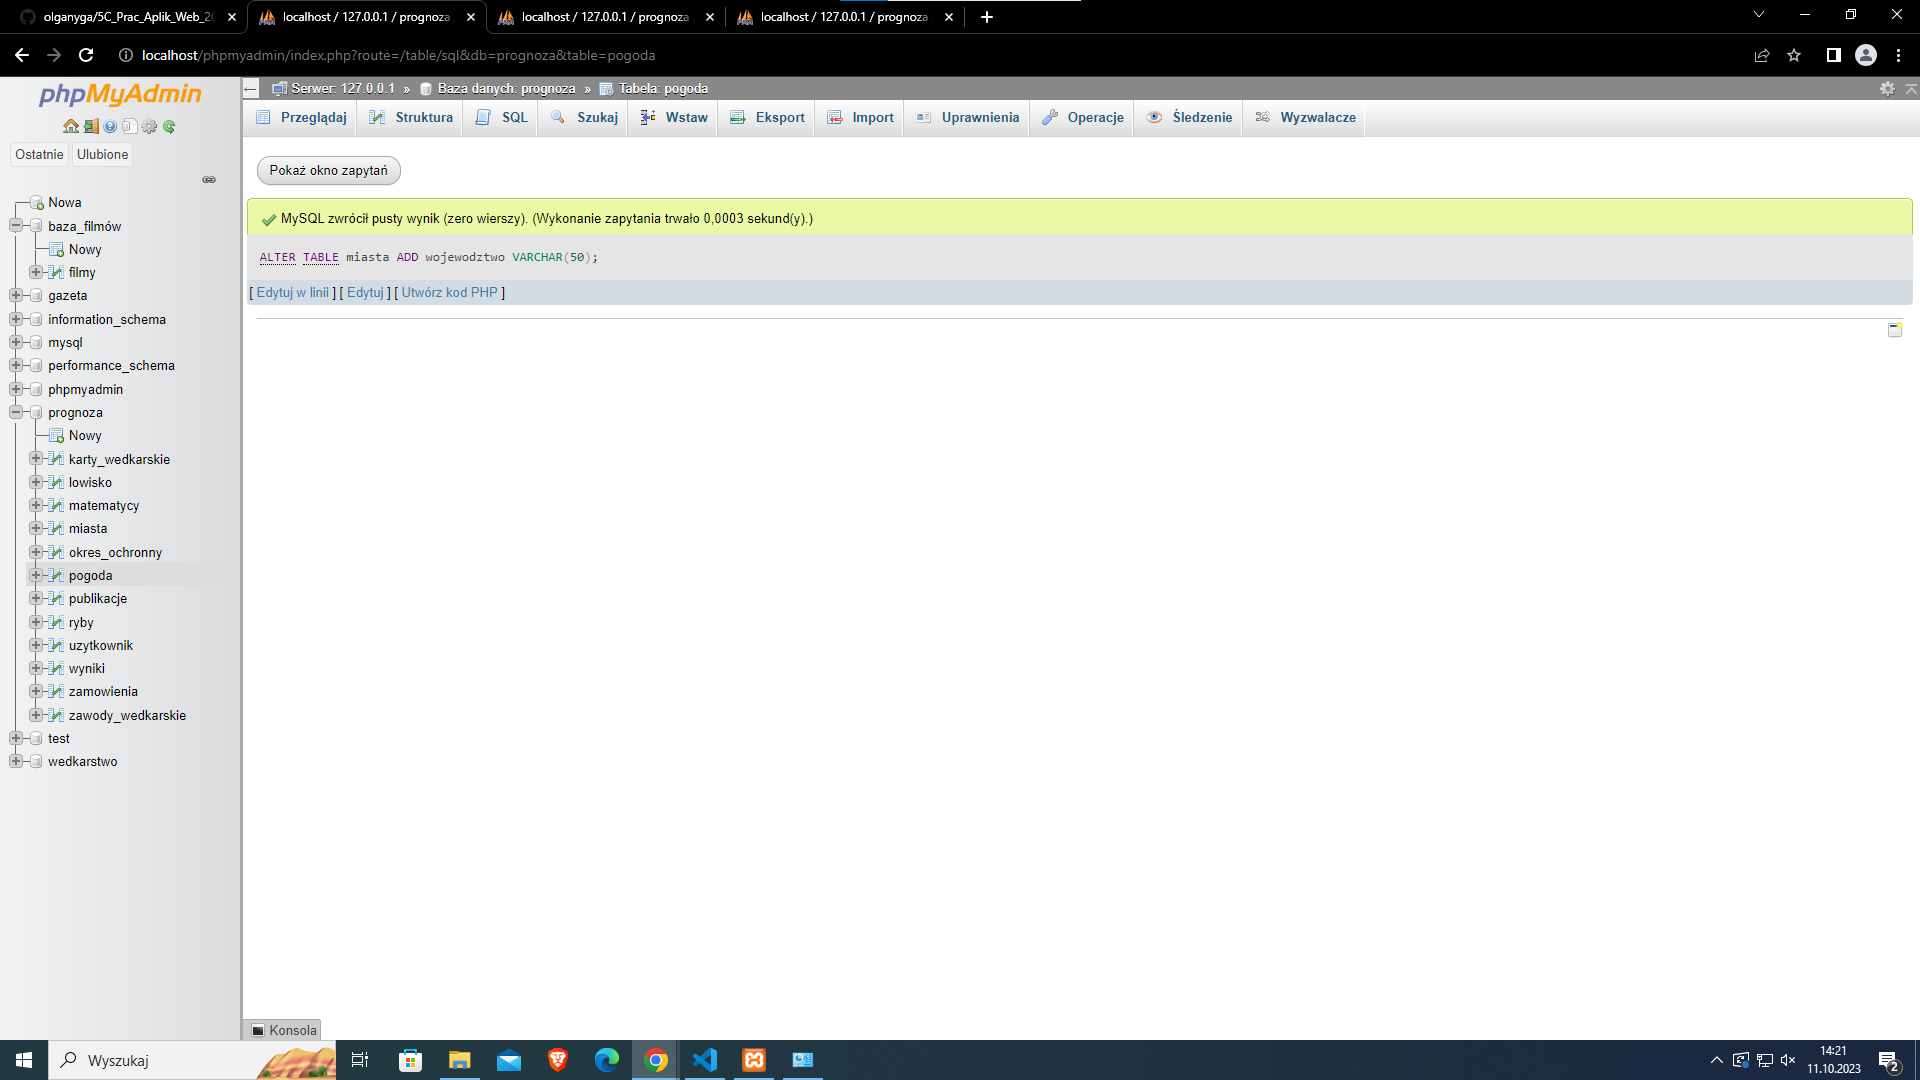 olganyga/5C_Prac_Aplik_Web_20
localhost / 127.0.0.1 / prognoza
localhost / 127.0.0.1 / prognoza
localhost / 127.0.0.1 / prognoza
localhost/phpmyadmin/index.php?route=/table/sql&db=prognoza&table=pogoda
phpMyAdmin
Ostatnie Ulubione
Nowa
baza_filmów
Nowy
filmy
gazeta
information_schema
mysql
performance_schema
phpmyadmin
prognoza
Nowy
karty_wedkarskie
lowisko
matematycy
miasta
okres_ochronny
pogoda
publikacje
ryby
uzytkownik
wyniki
zamowienia
zawody_wedkarskie
test
wedkarstwo
Serwer: 127.0.0.1 » Baza danych: prognoza » Tabela: pogoda
Przeglądaj Struktura SQL Szukaj Wstaw Eksport Import Uprawnienia Operacje Śledzenie Wyzwalacze
Pokaż okno zapytań
MySQL zwrócił pusty wynik (zero wierszy). (Wykonanie zapytania trwało 0,0003 sekund(y).)
ALTER TABLE miasta ADD wojewodztwo VARCHAR(50);
[ Edytuj w linii ] [ Edytuj ] [ Utwórz kod PHP ]
Konsola
Wyszukaj
14:21
11.10.2023
2